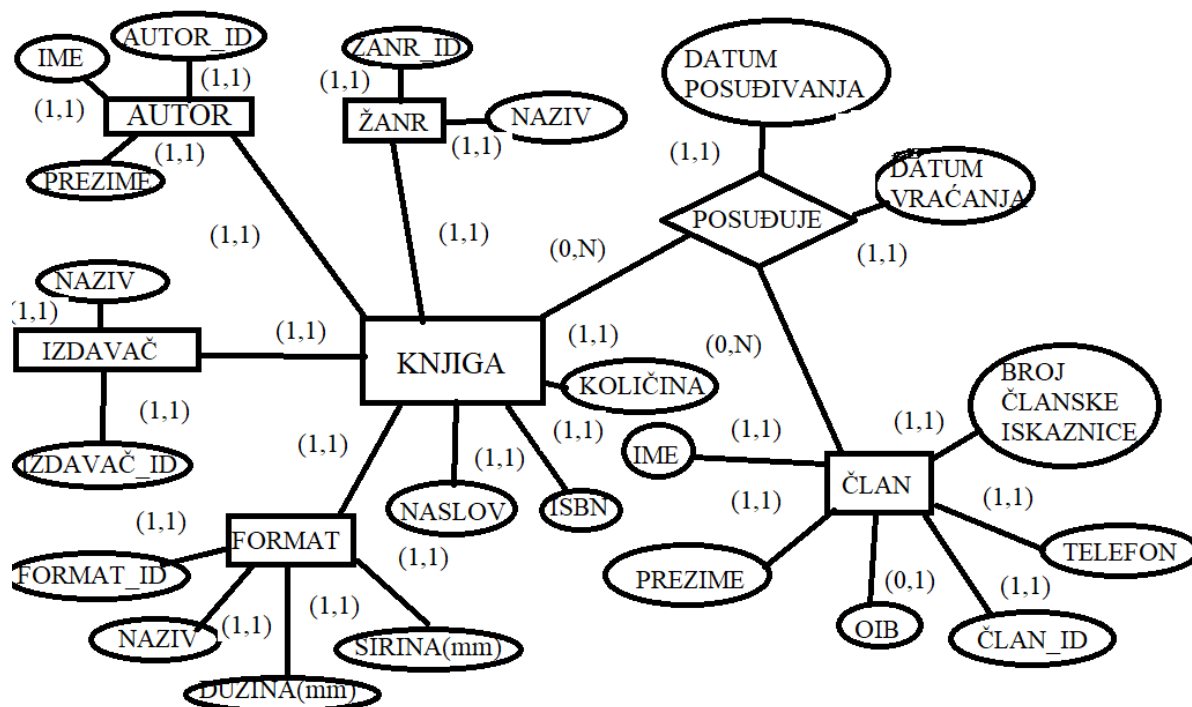 AUTOR_ID
IME
(1,1)
(1,1)
AUTOR
(1,1)
PREZIME
(1,1)
ZANR_ID
(1,1)
ŽANR
NAZIV
(1,1)
(1,1)
DATUM
POSUĐIVANJA
(1,1)
DATUM
VRAĆANJA
POSUĐUJE
(1,1)
(0,N)
(0,N)
NAZIV
(1,1)
IZDAVAČ
(1,1)
(1,1)
IZDAVAČ_ID
KNJIGA
(1,1)
KOLIČINA
(1,1)
(1,1)
ISBN
NASLOV
(1,1)
(1,1)
FORMAT
(1,1)
FORMAT_ID
NAZIV
(1,1)
DUZINA(mm)
(1,1)
SIRINA(mm)
BROJ
ČLANSKE
ISKAZNICE
(1,1)
IME
(1,1)
ČLAN
(1,1)
PREZIME
(0,1)
OIB
(1,1)
ČLAN_ID
(1,1)
TELEFON